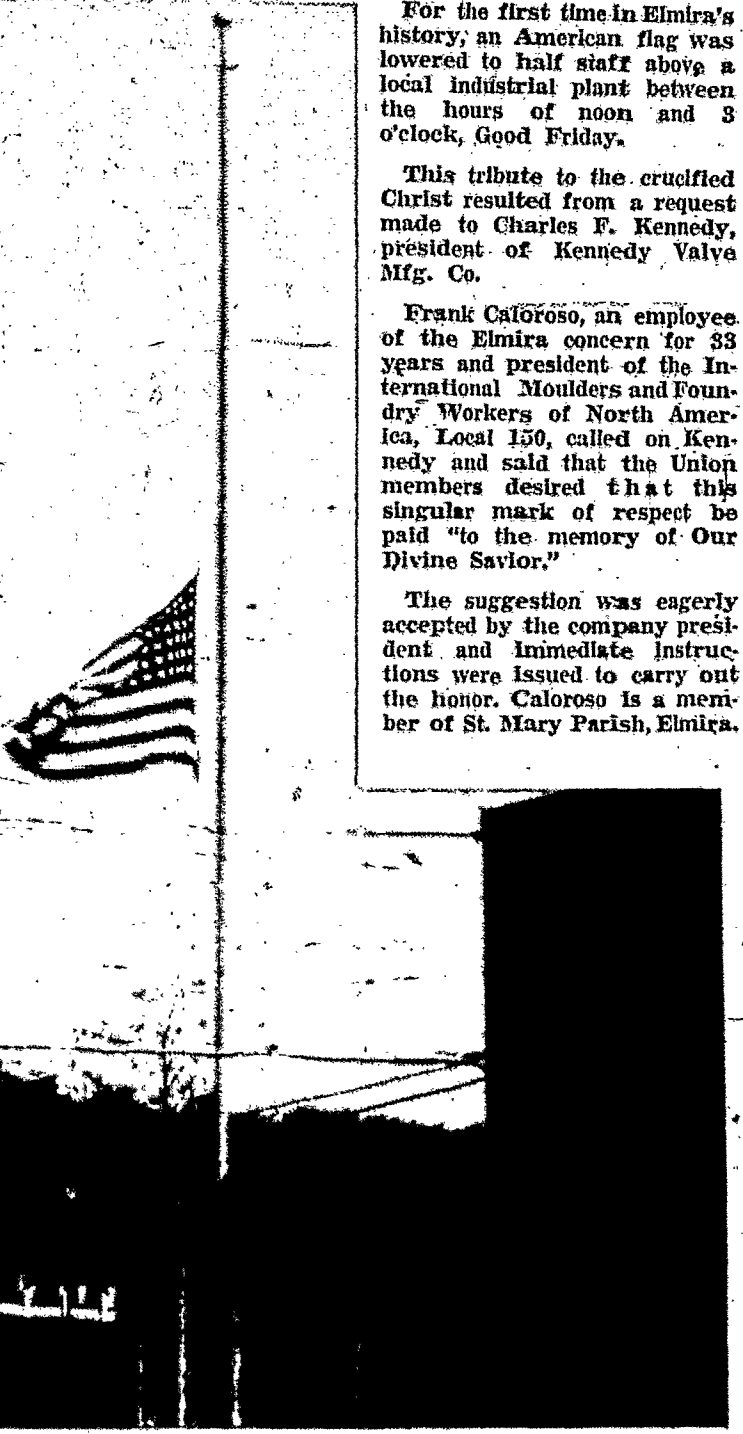 For the first time in Elmira's
history, an American flag was
lowered to half staff above a
local industrial plant between
the hours of noon and 3
o'clock, Good Friday.
This tribute to the crucified
Christ resulted from a request
made to Charles F. Kennedy,
president of Kennedy Valve
Mfg. Co.
Frank Caloroso, an employee
of the Elmira concern for 33
years and president of the In-
ternational Moulders and Foun-
dry Workers of North Amer-
ica, Local 150, called on Ken-
nedy and said that the Union
members desired that this
singular mark of respect be
paid "to the memory of Our
Divine Savior."
The suggestion was eagerly
accepted by the company presi-
dent and immediate instruc-
tions were issued to carry out
the honor. Caloroso is a mem-
ber of St. Mary Parish, Elmira.